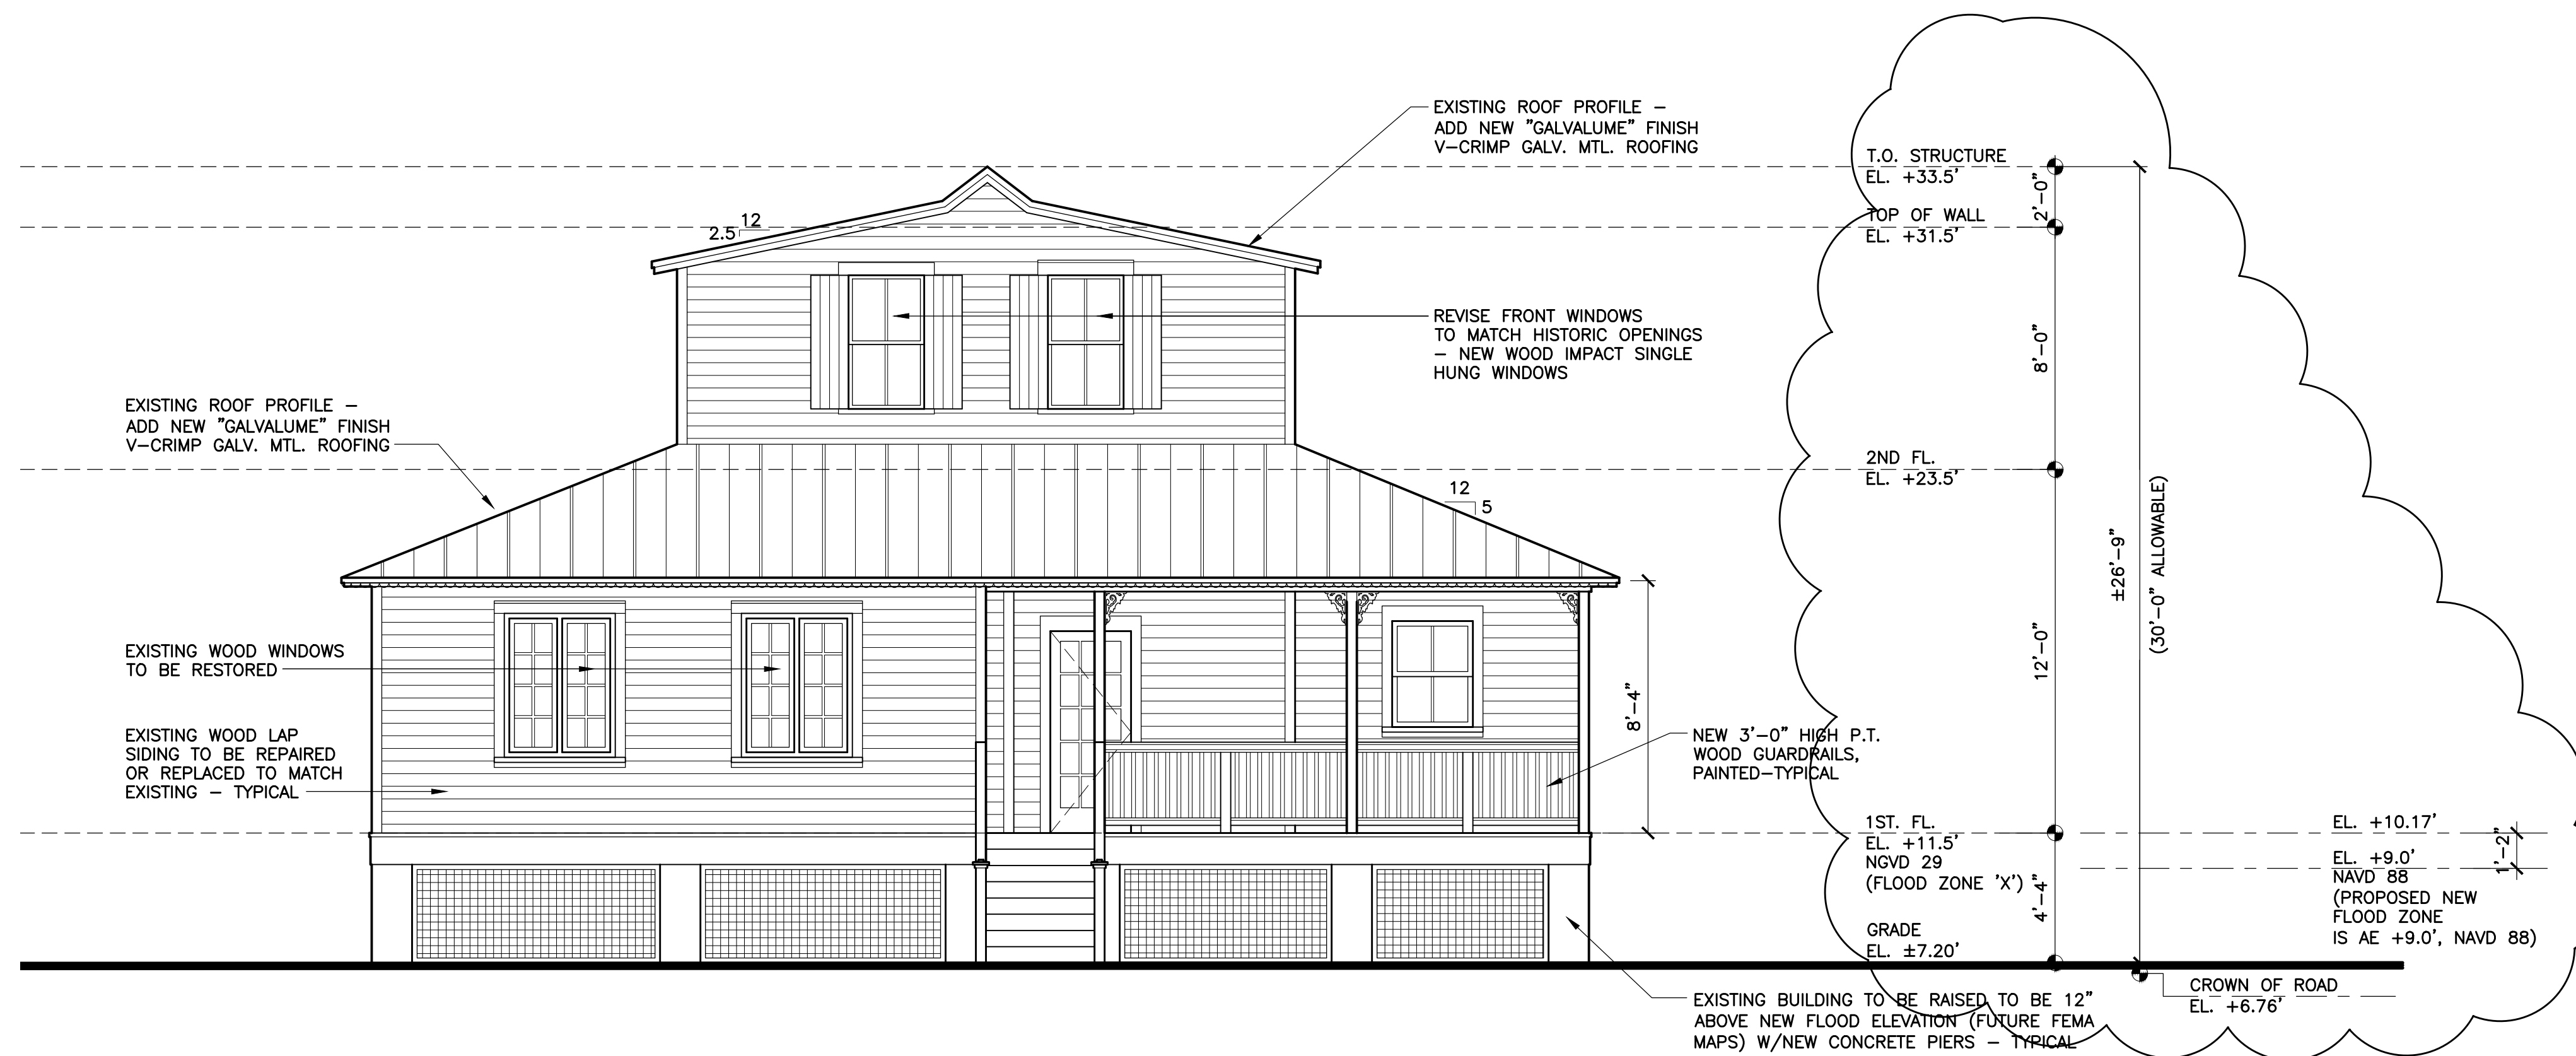 EXISTING ROOF PROFILE –
ADD NEW "GALVALUME" FINISH
V–CRIMP GALV. MTL. ROOFING
T.O. STRUCTURE
EL. +33.5'
2'–0"
TOP OF WALL
EL. +31.5'
12
2.5
REVISE FRONT WINDOWS
TO MATCH HISTORIC OPENINGS
– NEW WOOD IMPACT SINGLE
HUNG WINDOWS
8'–0"
EXISTING ROOF PROFILE –
ADD NEW "GALVALUME" FINISH
V–CRIMP GALV. MTL. ROOFING
2ND FL.
EL. +23.5'
12
5
±26'–9"
(30'–0" ALLOWABLE)
12'–0"
EXISTING WOOD WINDOWS
TO BE RESTORED
8'–4"
EXISTING WOOD LAP
SIDING TO BE REPAIRED
OR REPLACED TO MATCH
EXISTING – TYPICAL
NEW 3'–0" HIGH P.T.
WOOD GUARDRAILS,
PAINTED–TYPICAL
1ST. FL.
EL. +11.5'
NGVD 29
(FLOOD ZONE 'X')
4'–4"
EL. +10.17'
1'–2"
EL. +9.0'
NAVD 88
(PROPOSED NEW
FLOOD ZONE
IS AE +9.0', NAVD 88)
GRADE
EL. ±7.20'
CROWN OF ROAD
EL. +6.76'
EXISTING BUILDING TO BE RAISED TO BE 12"
ABOVE NEW FLOOD ELEVATION (FUTURE FEMA
MAPS) W/NEW CONCRETE PIERS – TYPICAL